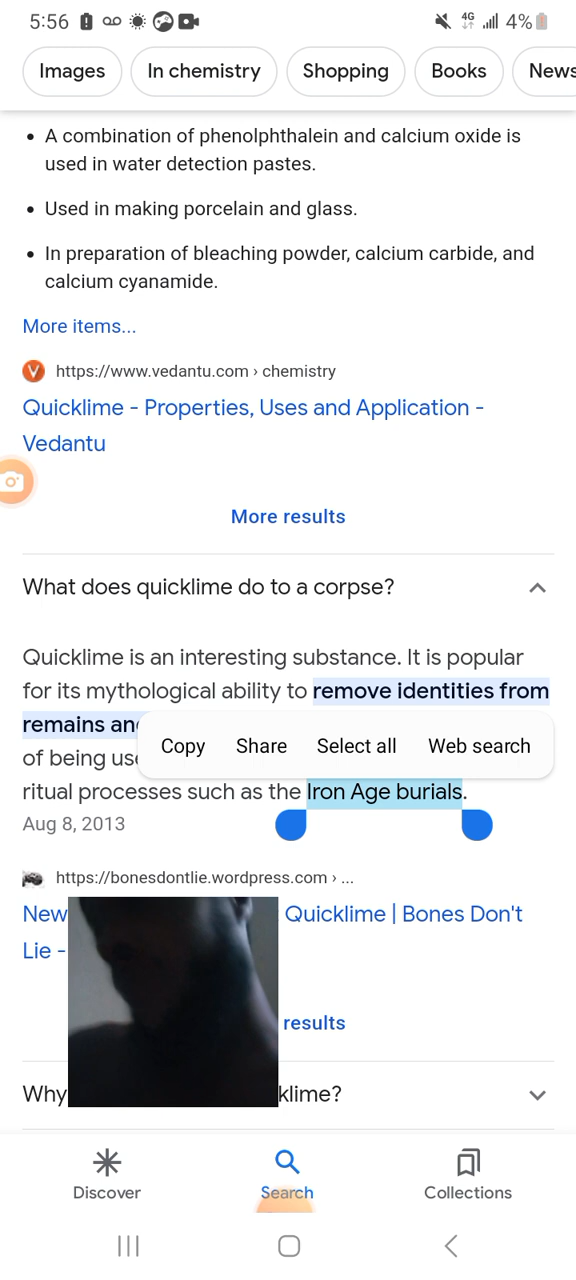 5:56 4G 4%
Images In chemistry Shopping Books News
• A combination of phenolphthalein and calcium oxide is
used in water detection pastes.
• Used in making porcelain and glass.
• In preparation of bleaching powder, calcium carbide, and
calcium cyanamide.
More items...
https://www.vedantu.com › chemistry
Quicklime - Properties, Uses and Application -
Vedantu
More results
What does quicklime do to a corpse?
Quicklime is an interesting substance. It is popular
for its mythological ability to remove identities from
remains
of being
Copy Share Select all Web search
ritual processes such as the Iron Age burials.
Aug 8, 2013
https://bonesdontlie.wordpress.com › ...
New Quicklime | Bones Don't
Lie -
results
Why klime?
Discover Search Collections